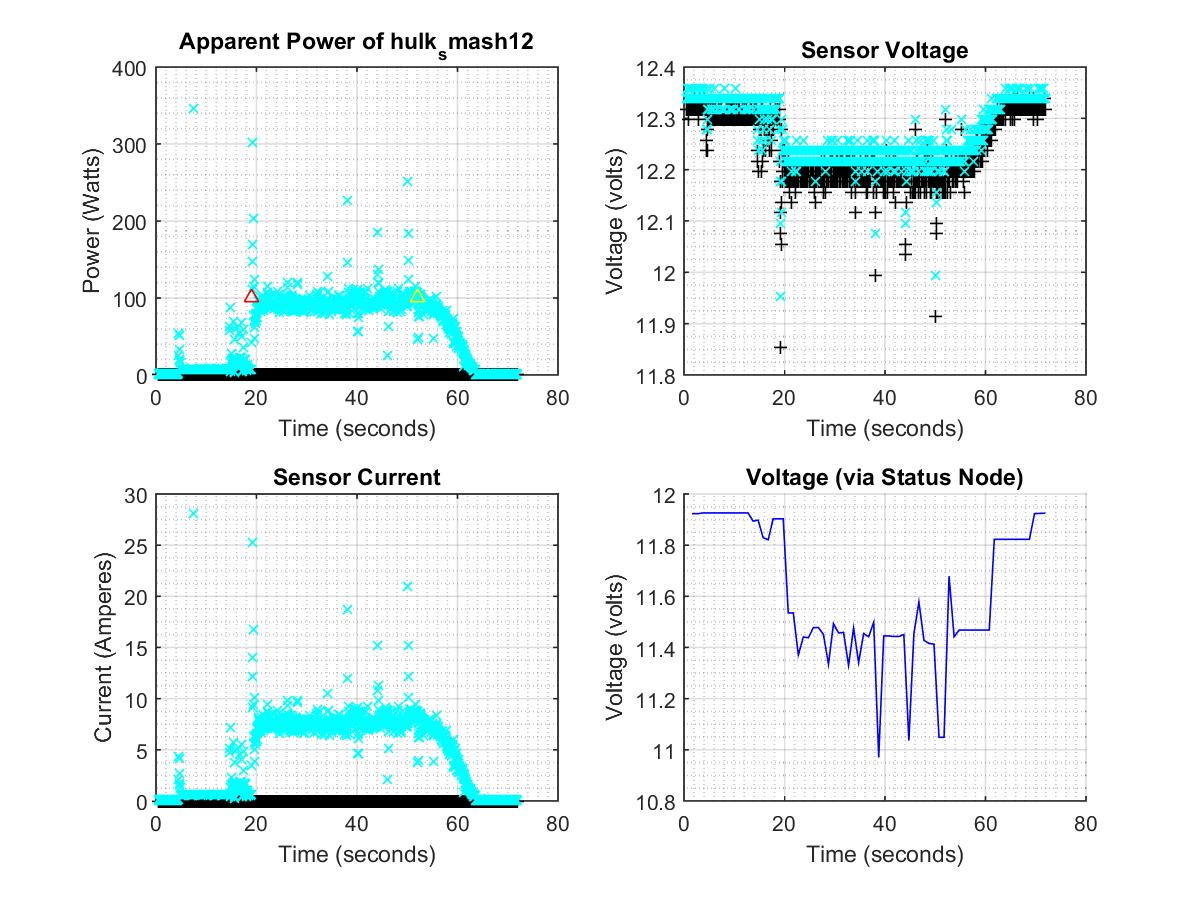 Apparent Power of hulksmash12
400
300
200
100
0
Power (Watts)
0 20 40 60 80
Time (seconds)
Sensor Voltage
12.4
12.3
12.2
12.1
12
11.9
11.8
Voltage (volts)
0 20 40 60 80
Time (seconds)
Sensor Current
30
25
20
15
10
5
0
Current (Amperes)
0 20 40 60 80
Time (seconds)
Voltage (via Status Node)
12
11.8
11.6
11.4
11.2
11
10.8
Voltage (volts)
0 20 40 60 80
Time (seconds)